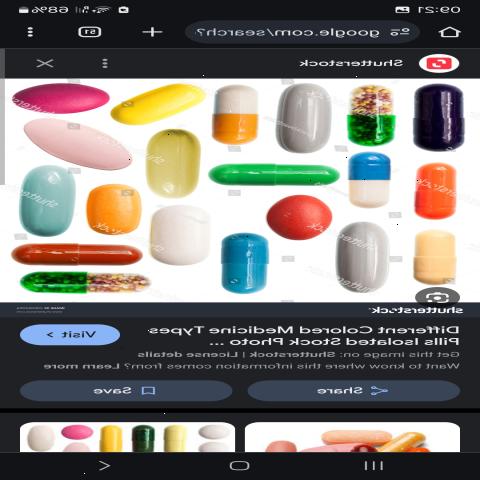 09:21 68%
google.com/search? 51
Shutterstock
shutterstock
Different Colored Medicine Types
Pills Isolated Stock Photo ...
Visit >
Get this image on: Shutterstock | License details
Want to know where this information comes from? Learn more
Share
Save